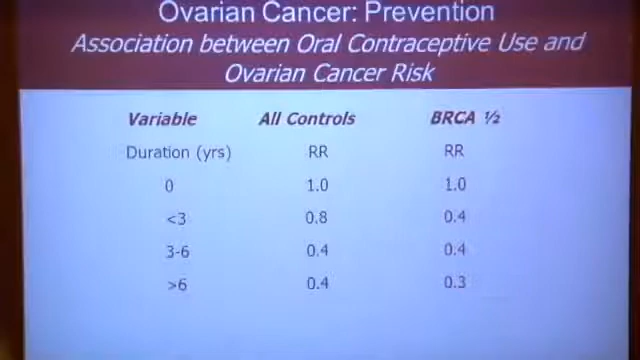 Ovarian Cancer: Prevention
Association between Oral Contraceptive Use and
Ovarian Cancer Risk
Variable All Controls BRCA ½
Duration (yrs) RR RR
0 1.0 1.0
<3 0.8 0.4
3-6 0.4 0.4
>6 0.4 0.3